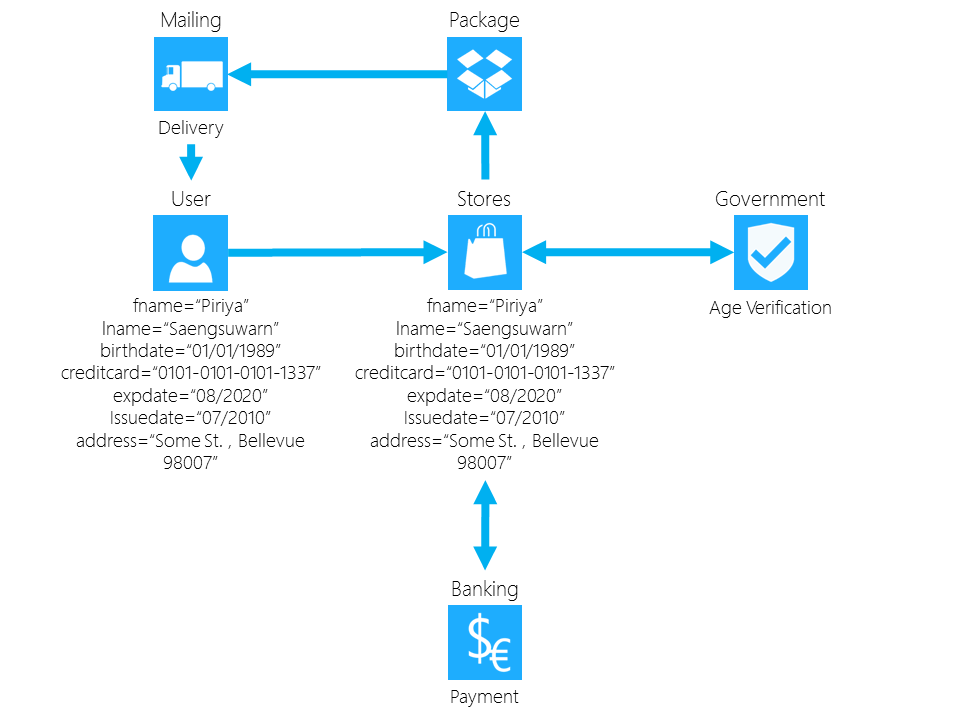 Mailing
Package
Delivery
User
Stores
Government
fname=“Piriya”
lname=“Saengsuwarn”
birthdate=“01/01/1989”
creditcard=“0101-0101-0101-1337”
expdate=“08/2020”
Issuedate=“07/2010”
address=“Some St. , Bellevue
98007”
fname=“Piriya”
lname=“Saengsuwarn”
birthdate=“01/01/1989”
creditcard=“0101-0101-0101-1337”
expdate=“08/2020”
Issuedate=“07/2010”
address=“Some St. , Bellevue
98007”
Age Verification
Banking
$€
Payment